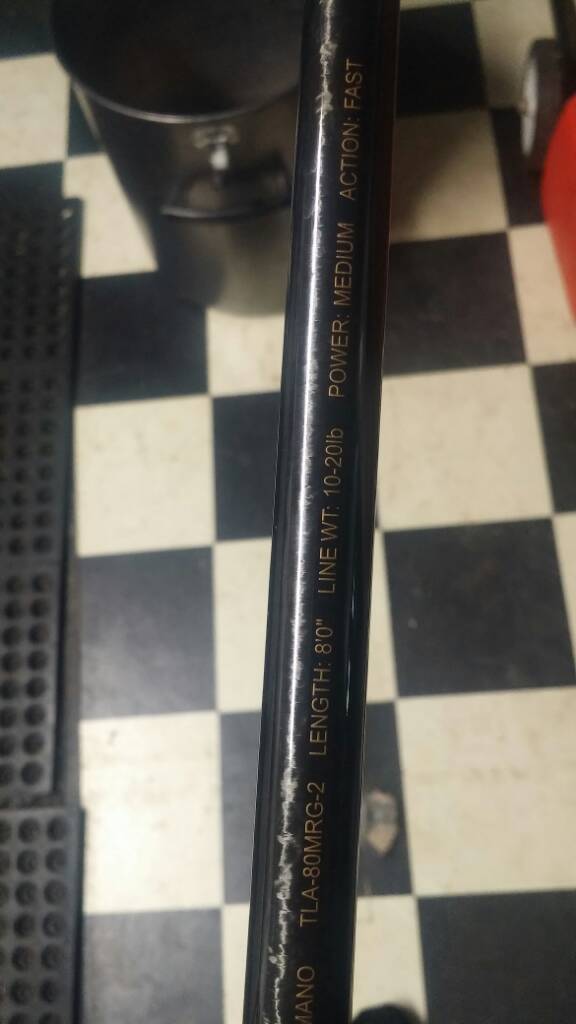 MANO TLA-80MRG-2 LENGTH: 8'0" LINE WT: 10-20lb POWER: MEDIUM ACTION: FAST